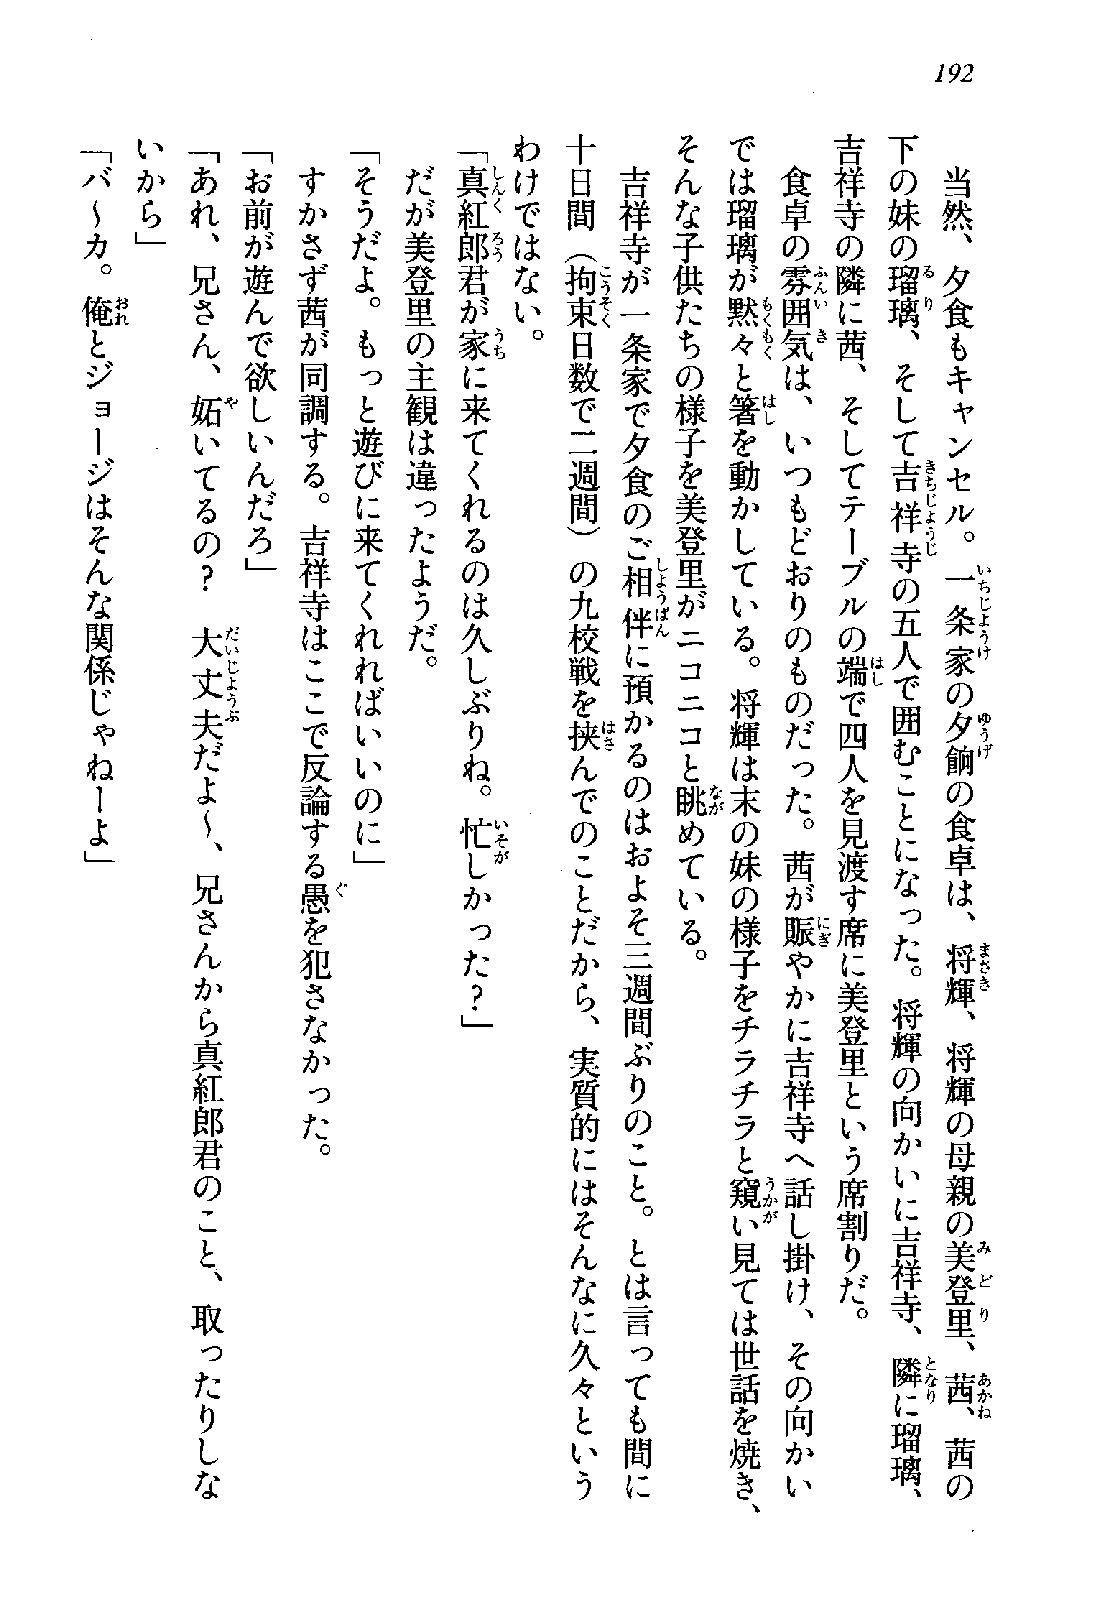 192
　当然、夕食もキャンセル。一条家の夕餉の食卓は、将輝、将輝の母親の美登里、茜、茜の
下の妹の瑠璃、そして吉祥寺の五人で囲むことになった。将輝の向かいに吉祥寺、隣に瑠璃、
吉祥寺の隣に茜、そしてテーブルの端で四人を見渡す席に美登里という席割りだ。
　食卓の雰囲気は、いつもどおりのものだった。茜が賑やかに吉祥寺へ話し掛け、その向かい
では瑠璃が黙々と箸を動かしている。将輝は末の妹の様子をチラチラと窺い見ては世話を焼き、
そんな子供たちの様子を美登里がニコニコと眺めている。
　吉祥寺が一条家で夕食のご相伴に預かるのはおよそ三週間ぶりのこと。とは言っても間に
十日間（拘束日数で二週間）の九校戦を挟んでのことだから、実質的にはそんなに久々という
わけではない。
「真紅郎君が家に来てくれるのは久しぶりね。忙しかった？」
　だが美登里の主観は違ったようだ。
「そうだよ。もっと遊びに来てくれればいいのに」
　すかさず茜が同調する。吉祥寺はここで反論する愚を犯さなかった。
「お前が遊んで欲しいんだろ」
「あれ、兄さん、妬いてるの？　大丈夫だよ～、兄さんから真紅郎君のこと、取ったりしな
いから」
「バ～カ。俺とジョージはそんな関係じゃねーよ」